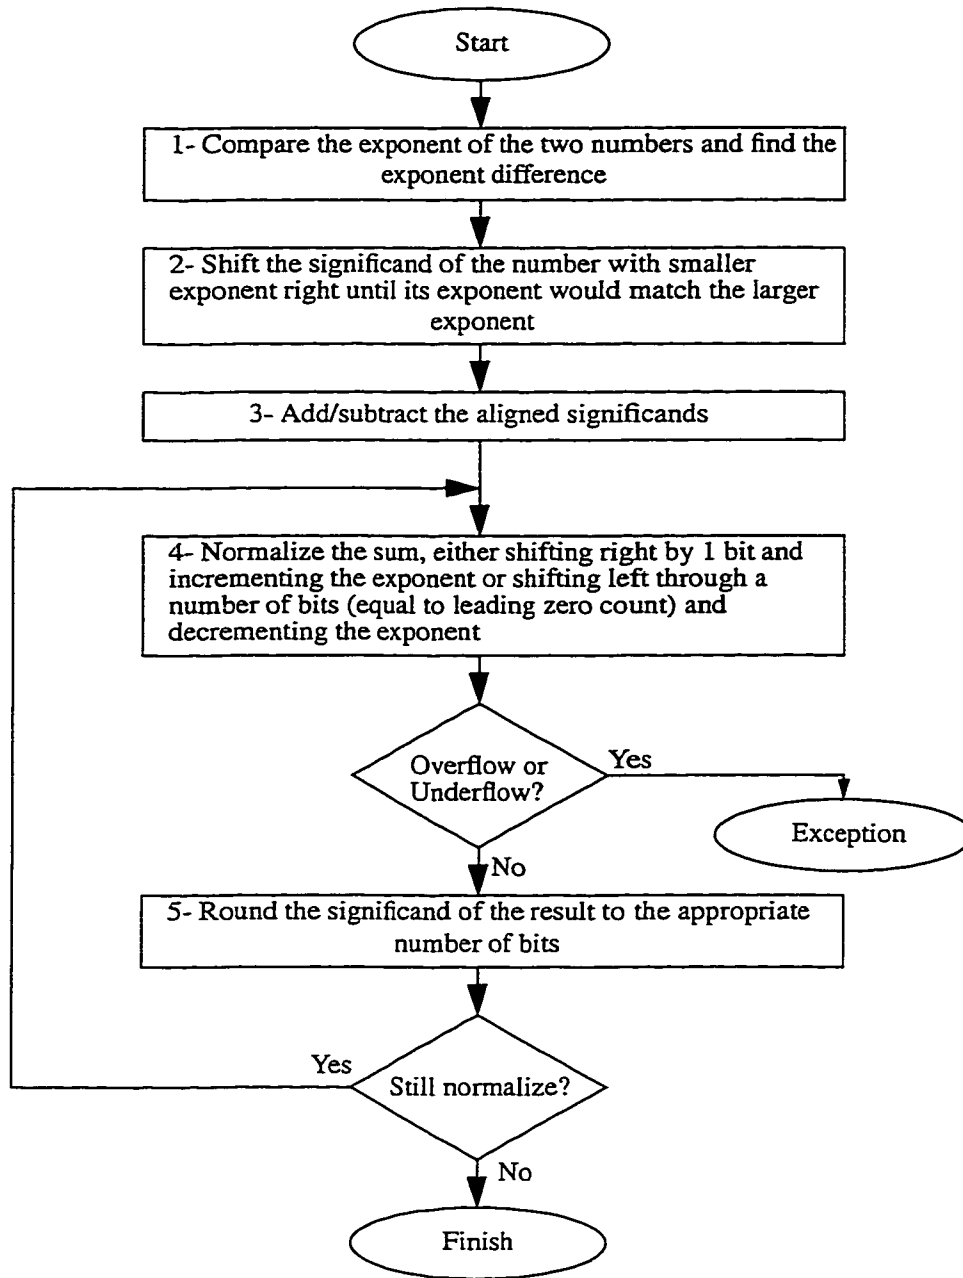 Start
1- Compare the exponent of the two numbers and find the
exponent difference
2- Shift the significand of the number with smaller
exponent right until its exponent would match the larger
exponent
3- Add/subtract the aligned significands
4- Normalize the sum, either shifting right by 1 bit and
incrementing the exponent or shifting left through a
number of bits (equal to leading zero count) and
decrementing the exponent
Overflow or
Underflow?
Yes
Exception
No
5- Round the significand of the result to the appropriate
number of bits
Yes
Still normalize?
No
Finish